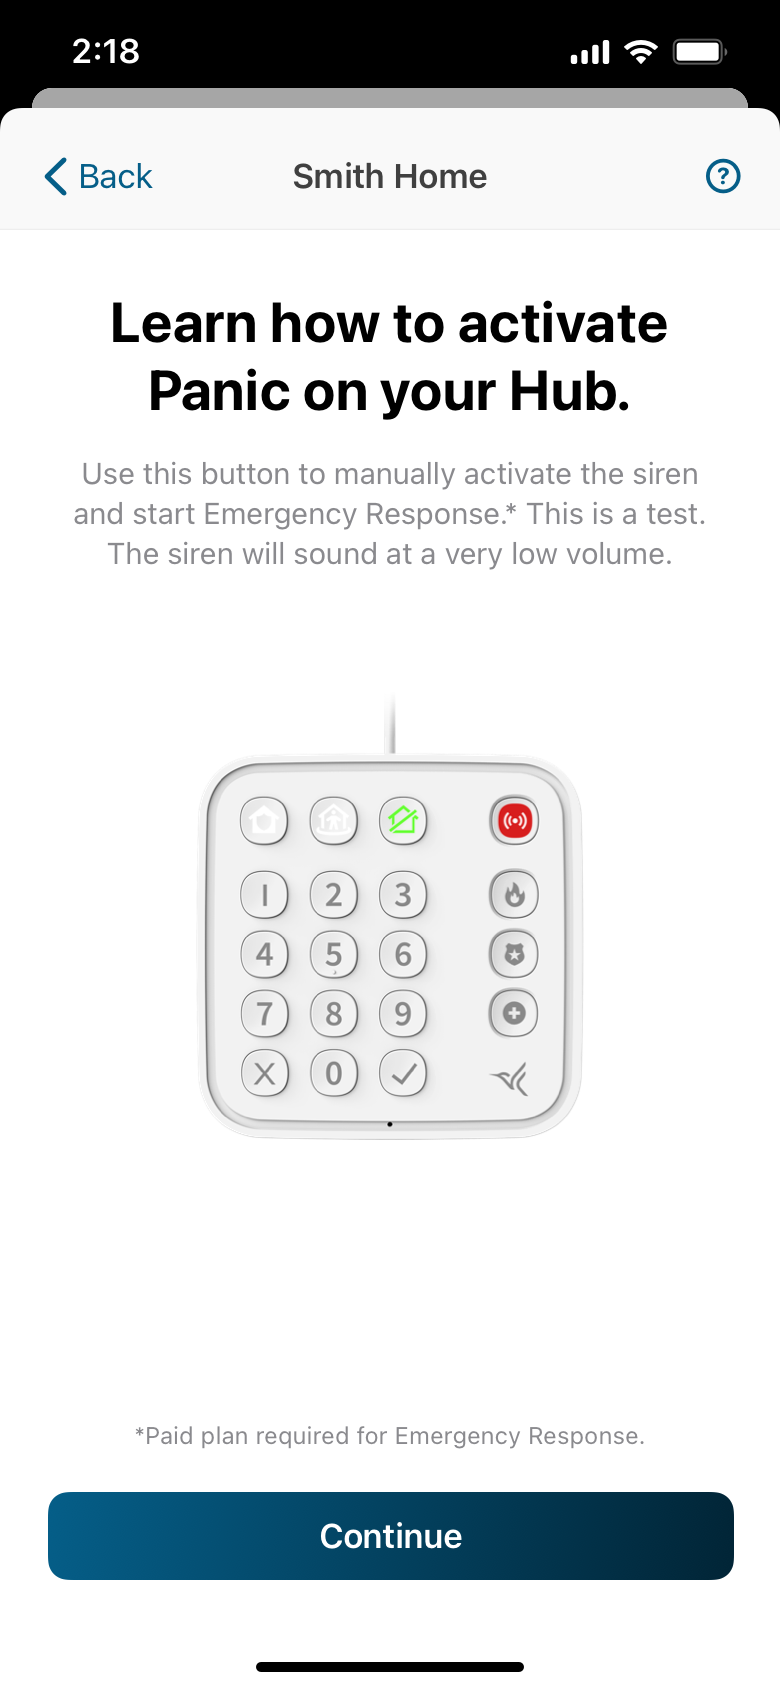 2:18
Back
Smith Home
?
Learn how to activate
Panic on your Hub.
Use this button to manually activate the siren
and start Emergency Response.* This is a test.
The siren will sound at a very low volume.
1 2 3
4 5 6
7 8 9
X 0
*Paid plan required for Emergency Response.
Continue